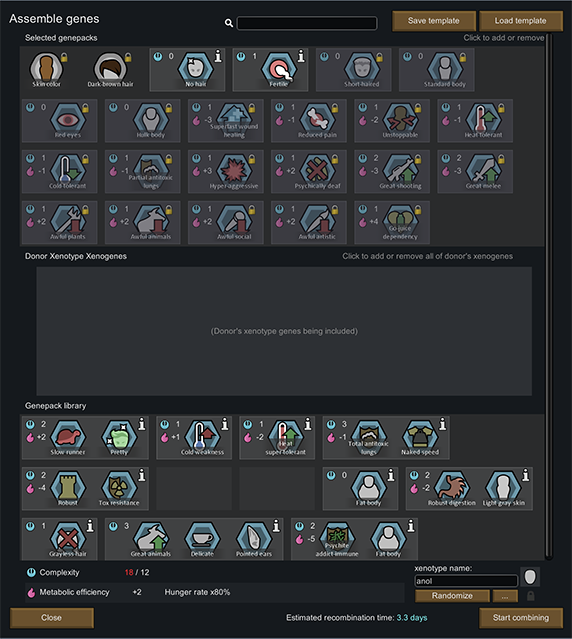 Assemble genes
Save template
Load template
Selected genepacks
Click to add or remove
0 1
Skin color Dark brown hair No hair Fertile Short-haired Standard body
0 0 1 -3 1 -1 1 -2 1 -1
Red eyes Hulk body Superfast wound healing Reduced pain Unstoppable Heat tolerant
1 -1 1 -1 1 +3 1 +2 2 -3 2 -3
Cold tolerant Partial antitoxic lungs Hyper-aggressive Psychically deaf Great shooting Great melee
1 +2 1 +2 1 +2 1 +2 1 +4
Awful plants Awful animals Awful social Awful artistic Go-juice dependency
Donor Xenotype Xenogenes
Click to add or remove all of donor's xenogenes
(Donor's xenotype genes being included)
Genepack library
2 +2 1 +1 1 -2 3 -1
Slow runner Pretty Cold weakness Heat super-tolerant Total antitoxic lungs Naked speed
2 -4 0 2 -2
Robust Tox resistance Fat body Robust digestion Light gray skin
1 3 2 -5
Grayless hair Great animals Delicate Pointed ears Psychite addict immune Fat body
Complexity 18 / 12
Metabolic efficiency +2 Hunger rate x80%
xenotype name:
anol
Randomize ...
Close
Estimated recombination time: 3.3 days
Start combining